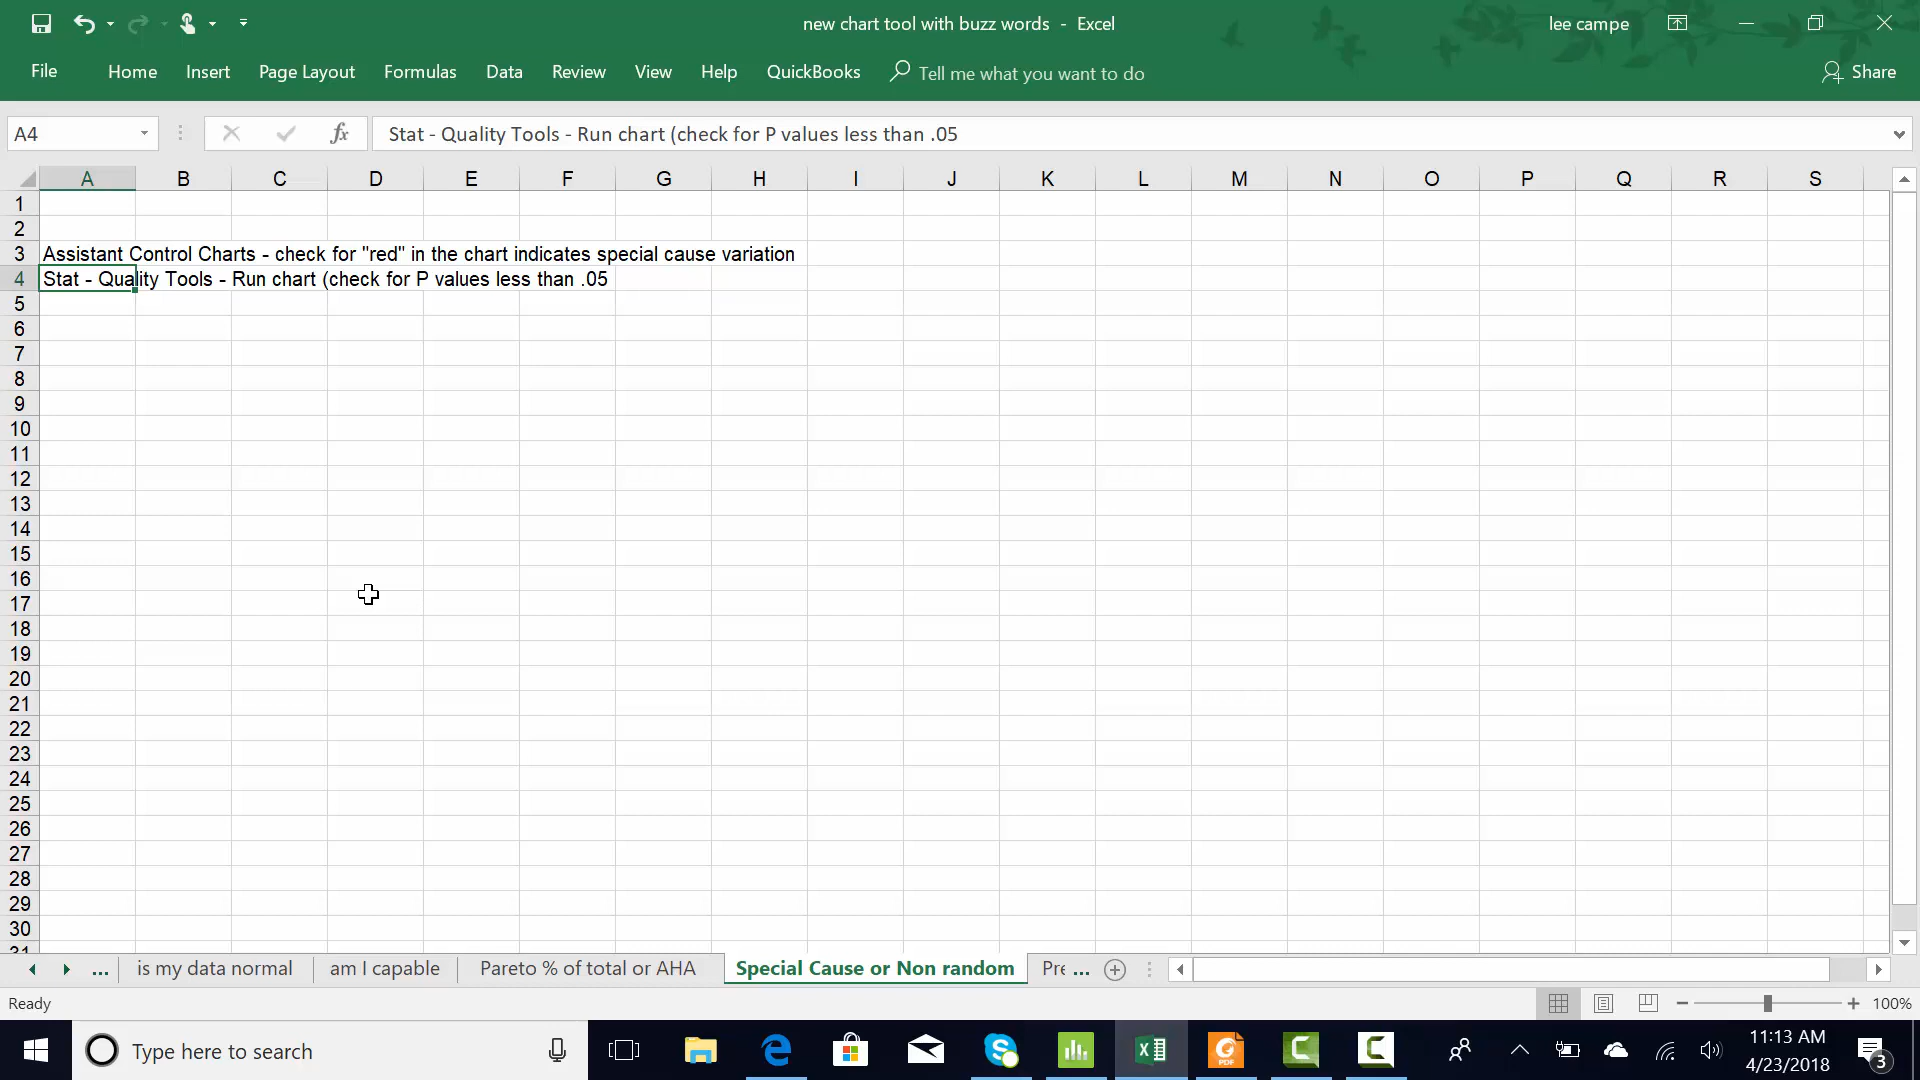 new chart tool with buzz words - Excel
lee campe
File Home Insert Page Layout Formulas Data Review View Help QuickBooks Tell me what you want to do Share
A4 fx Stat - Quality Tools - Run chart (check for P values less than .05
A B C D E F G H I J K L M N O P Q R S
1
2
3 Assistant Control Charts - check for "red" in the chart indicates special cause variation
4 Stat - Quality Tools - Run chart (check for P values less than .05
5
6
7
8
9
10
11
12
13
14
15
16
17
18
19
20
21
22
23
24
25
26
27
28
29
30
31
... is my data normal am I capable Pareto % of total or AHA Special Cause or Non random Pre ...
Ready 100%
Type here to search
11:13 AM
4/23/2018
3